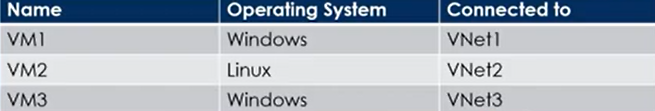 Name Operating System Connected to
VM1 Windows VNet1
VM2 Linux VNet2
VM3 Windows VNet3